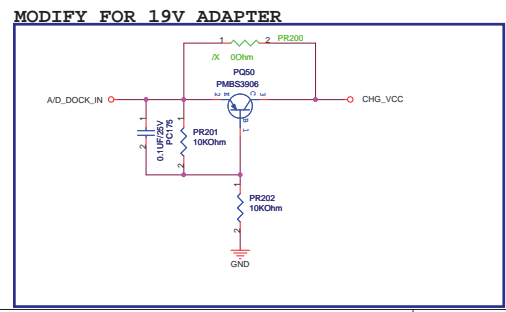 MODIFY FOR 19V ADAPTER
1 2 PR200
/X 0Ohm
PQ50
PMBS3906
A/D_DOCK_IN 2 E C 3 CHG_VCC
B 1
1 2
0.1UF/25V
PC175
1 2
PR201
10KOhm
1 2
PR202
10KOhm
GND